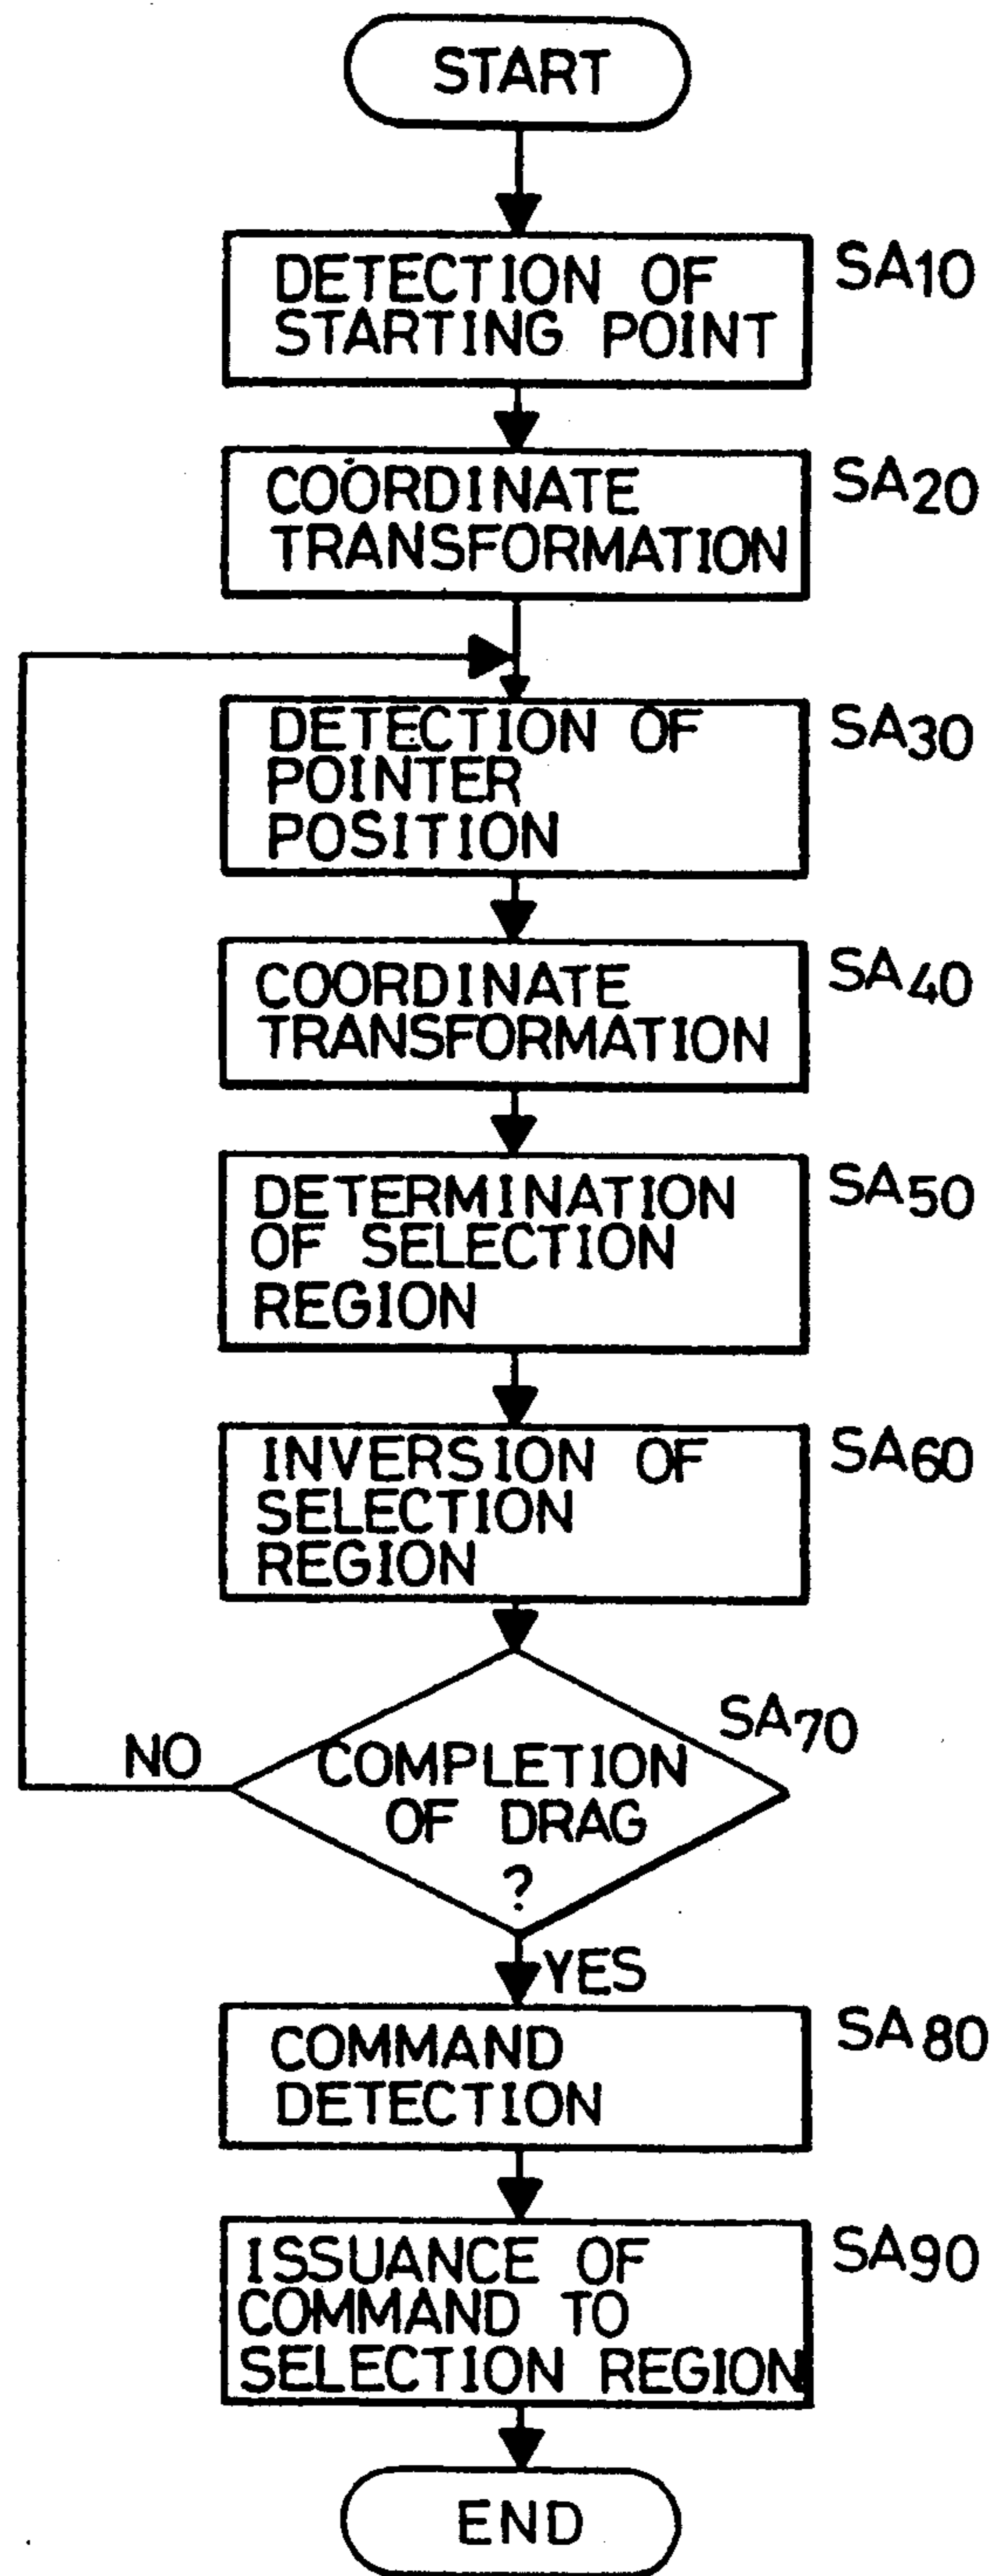 START
DETECTION OF
STARTING POINT
SA10
COORDINATE
TRANSFORMATION
SA20
DETECTION OF
POINTER
POSITION
SA30
COORDINATE
TRANSFORMATION
SA40
DETERMINATION
OF SELECTION
REGION
SA50
INVERSION OF
SELECTION
REGION
SA60
COMPLETION
OF DRAG
?
SA70
NO
YES
COMMAND
DETECTION
SA80
ISSUANCE OF
COMMAND TO
SELECTION REGION
SA90
END